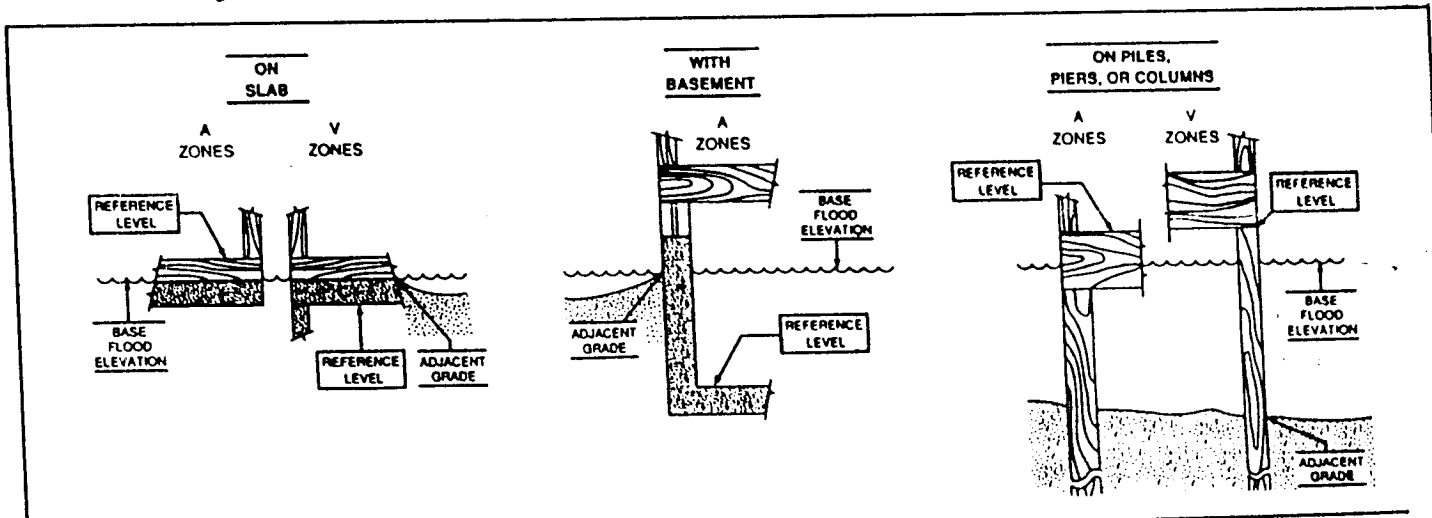 ON
SLAB
A
ZONES
V
ZONES
REFERENCE
LEVEL
BASE
FLOOD
ELEVATION
REFERENCE
LEVEL
ADJACENT
GRADE
WITH
BASEMENT
A
ZONES
BASE
FLOOD
ELEVATION
ADJACENT
GRADE
REFERENCE
LEVEL
ON PILES,
PIERS, OR COLUMNS
A
ZONES
V
ZONES
REFERENCE
LEVEL
REFERENCE
LEVEL
BASE
FLOOD
ELEVATION
ADJACENT
GRADE